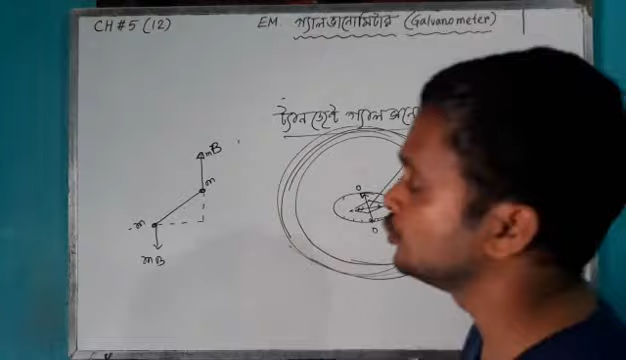 CH # 5 (12)
EM. গ্যালভানোমিটার (Galvanometer)
ট্যানজেন্ট গ্যালভানো
mB
m
-m
mB
O
O